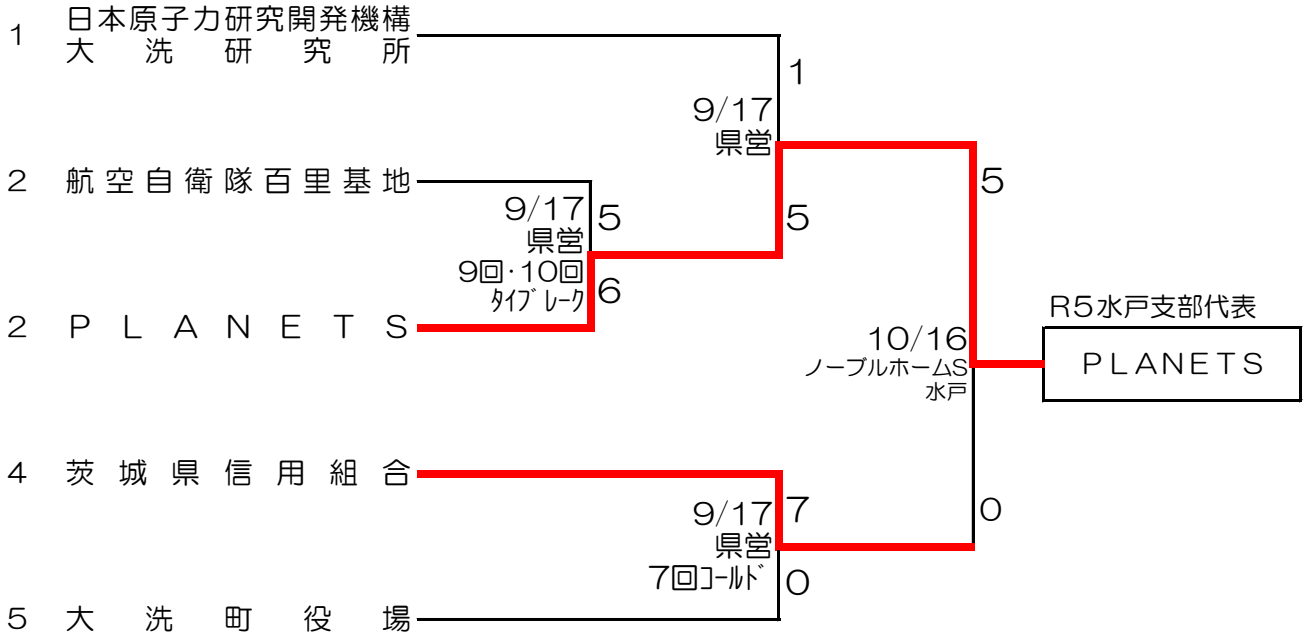 1 日本原子力研究開発機構
大洗研究所
1
9/17
県営
2 航空自衛隊百里基地
5
9/17
5
県営
5
9回・10回
タイブレーク
6
2 PLANETS
R5水戸支部代表
10/16
PLANETS
ノーブルホームS
水戸
4 茨城県信用組合
9/17
7
0
県営
7回コールド
0
5 大洗町役場